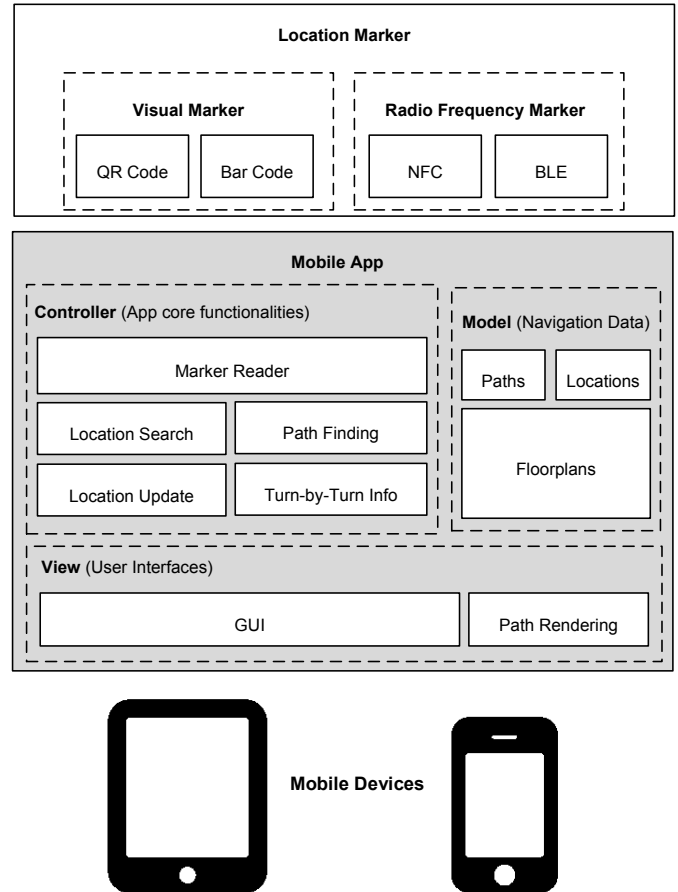 Location Marker
Visual Marker
QR Code
Bar Code
Radio Frequency Marker
NFC
BLE
Mobile App
Controller (App core functionalities)
Marker Reader
Location Search
Path Finding
Location Update
Turn-by-Turn Info
Model (Navigation Data)
Paths
Locations
Floorplans
View (User Interfaces)
GUI
Path Rendering
Mobile Devices